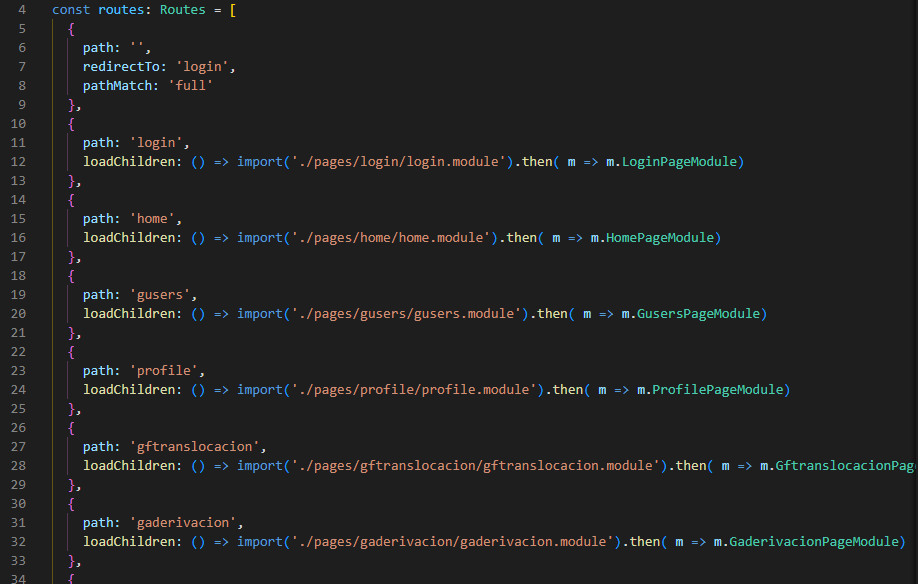 4 const routes: Routes = [
5 {
6 path: '',
7 redirectTo: 'login',
8 pathMatch: 'full'
9 },
10 {
11 path: 'login',
12 loadChildren: () => import('./pages/login/login.module').then( m => m.LoginPageModule)
13 },
14 {
15 path: 'home',
16 loadChildren: () => import('./pages/home/home.module').then( m => m.HomePageModule)
17 },
18 {
19 path: 'gusers',
20 loadChildren: () => import('./pages/gusers/gusers.module').then( m => m.GusersPageModule)
21 },
22 {
23 path: 'profile',
24 loadChildren: () => import('./pages/profile/profile.module').then( m => m.ProfilePageModule)
25 },
26 {
27 path: 'gftranslocacion',
28 loadChildren: () => import('./pages/gftranslocacion/gftranslocacion.module').then( m => m.GftranslocacionPag
29 },
30 {
31 path: 'gaderivacion',
32 loadChildren: () => import('./pages/gaderivacion/gaderivacion.module').then( m => m.GaderivacionPageModule)
33 },
34 {